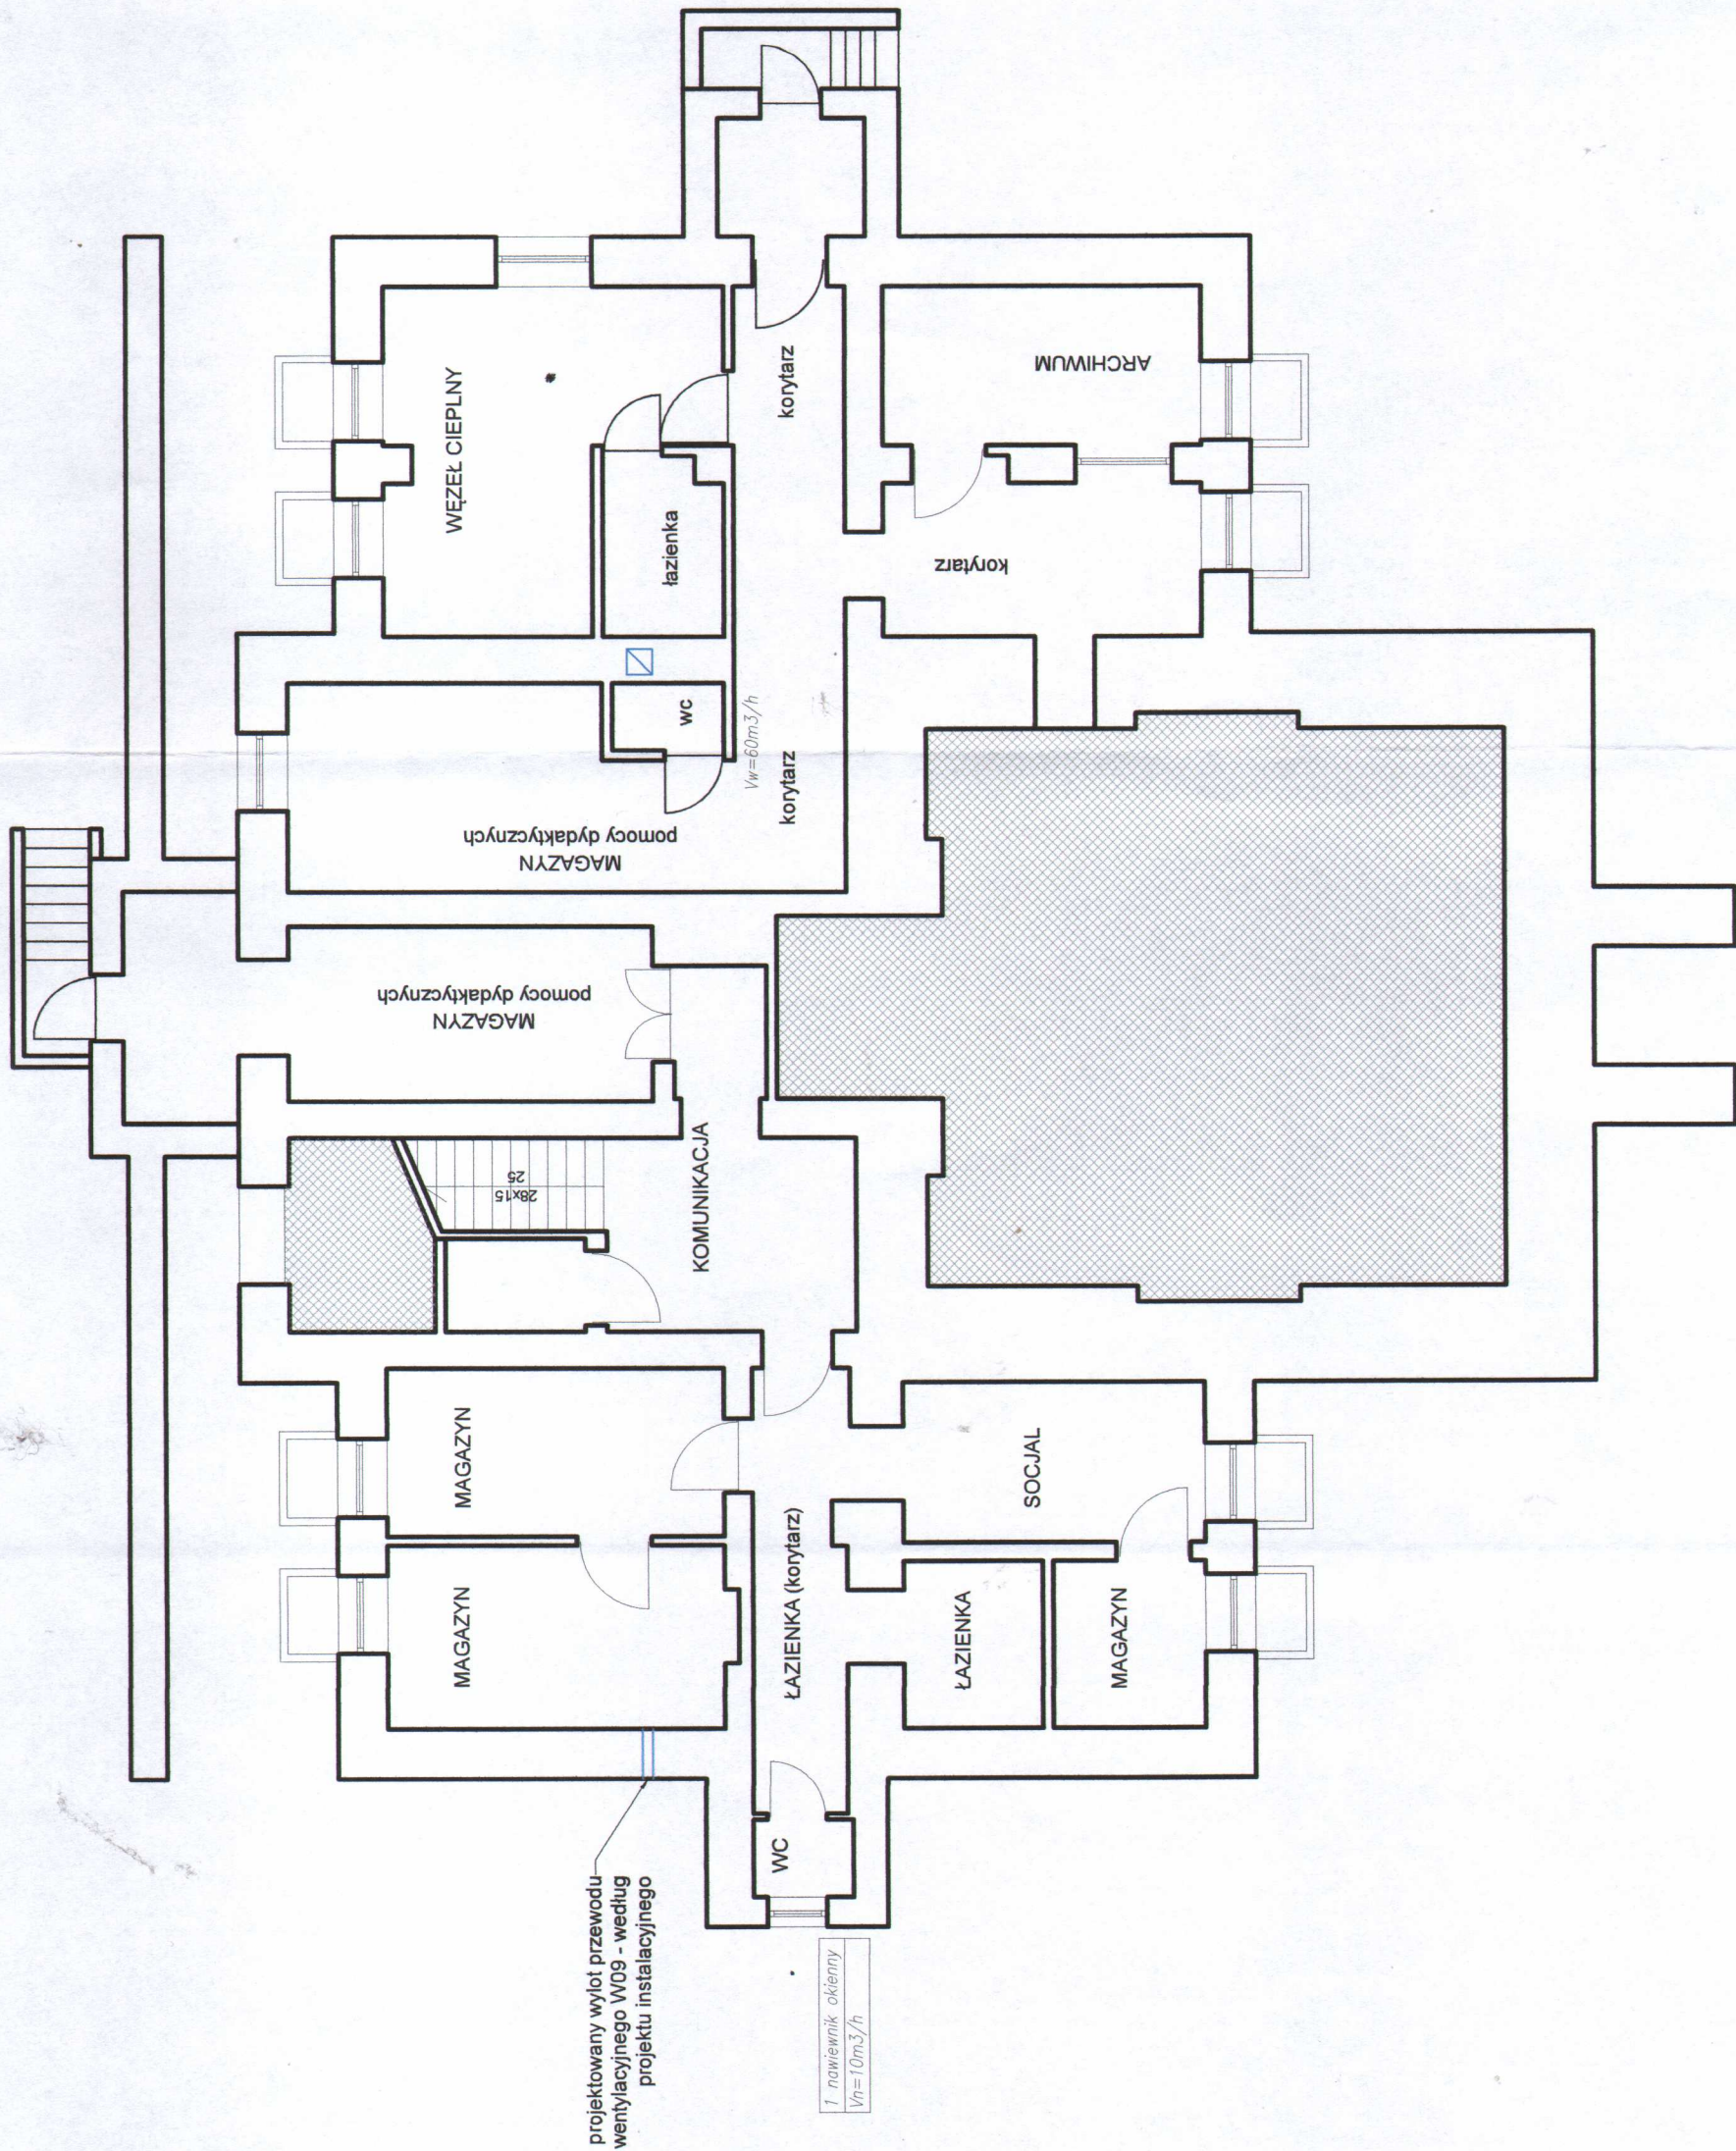 WĘZEŁ CIEPLNY
łazienka
korytarz
ARCHIWUM
korytarz
wc
Vw=60m3/h
korytarz
MAGAZYN
pomocy dydaktycznych
MAGAZYN
pomocy dydaktycznych
28x15
25
KOMUNIKACJA
MAGAZYN
MAGAZYN
ŁAZIENKA (korytarz)
SOCJAL
ŁAZIENKA
MAGAZYN
WC
projektowany wylot przewodu
wentylacyjnego W09 - według
projektu instalacyjnego
1 nawiewnik okienny
Vn=10m3/h